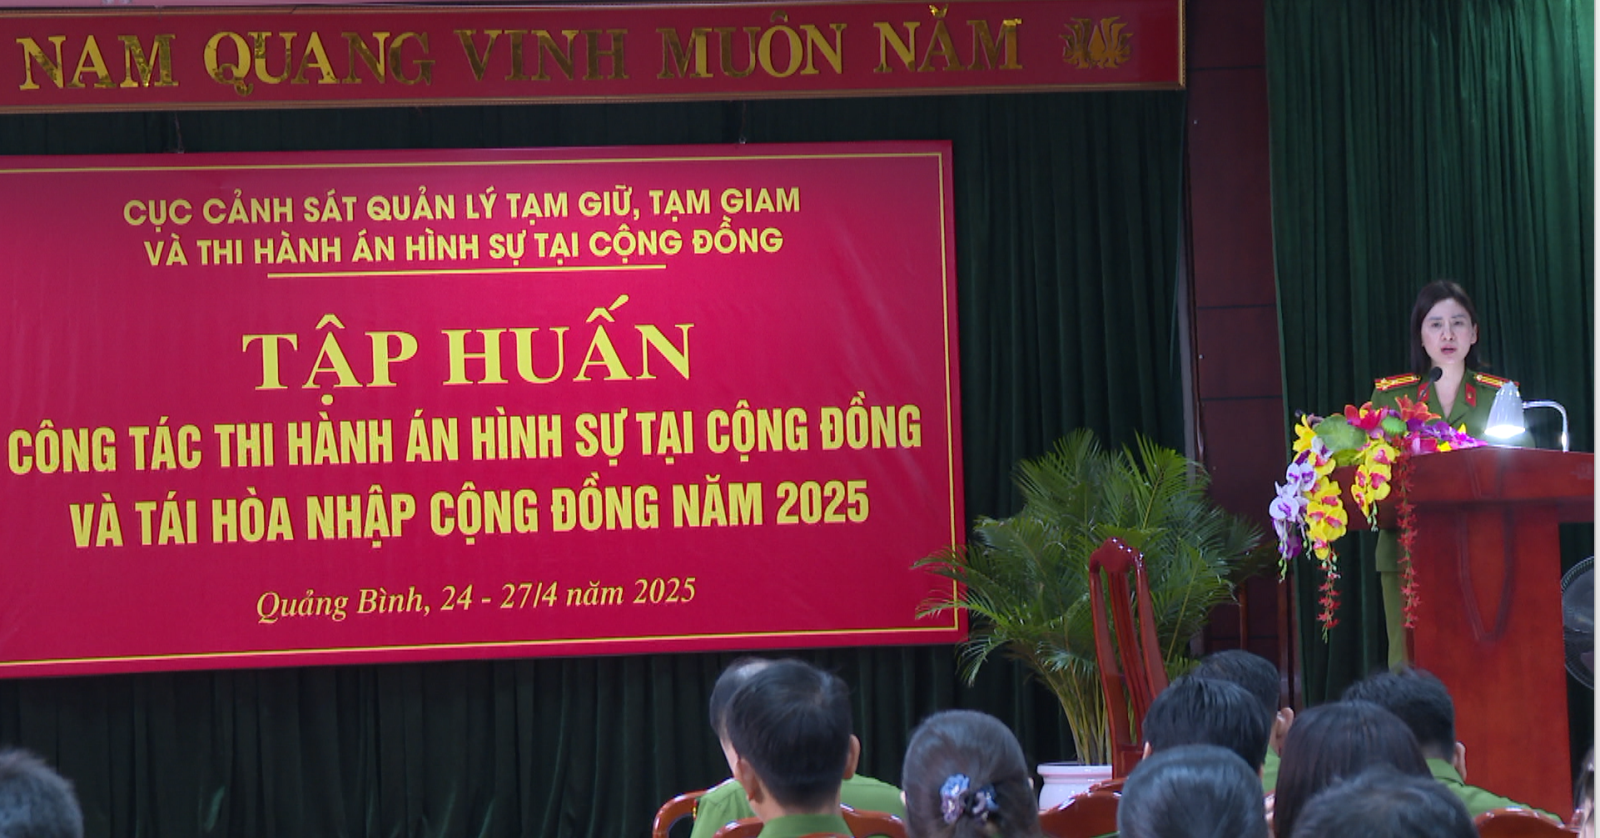 NAM QUANG VINH MUÔN NĂM
CỤC CẢNH SÁT QUẢN LÝ TẠM GIỮ, TẠM GIAM
VÀ THI HÀNH ÁN HÌNH SỰ TẠI CỘNG ĐỒNG
TẬP HUẤN
CÔNG TÁC THI HÀNH ÁN HÌNH SỰ TẠI CỘNG ĐỒNG
VÀ TÁI HÒA NHẬP CỘNG ĐỒNG NĂM 2025
Quảng Bình, 24 - 27/4 năm 2025